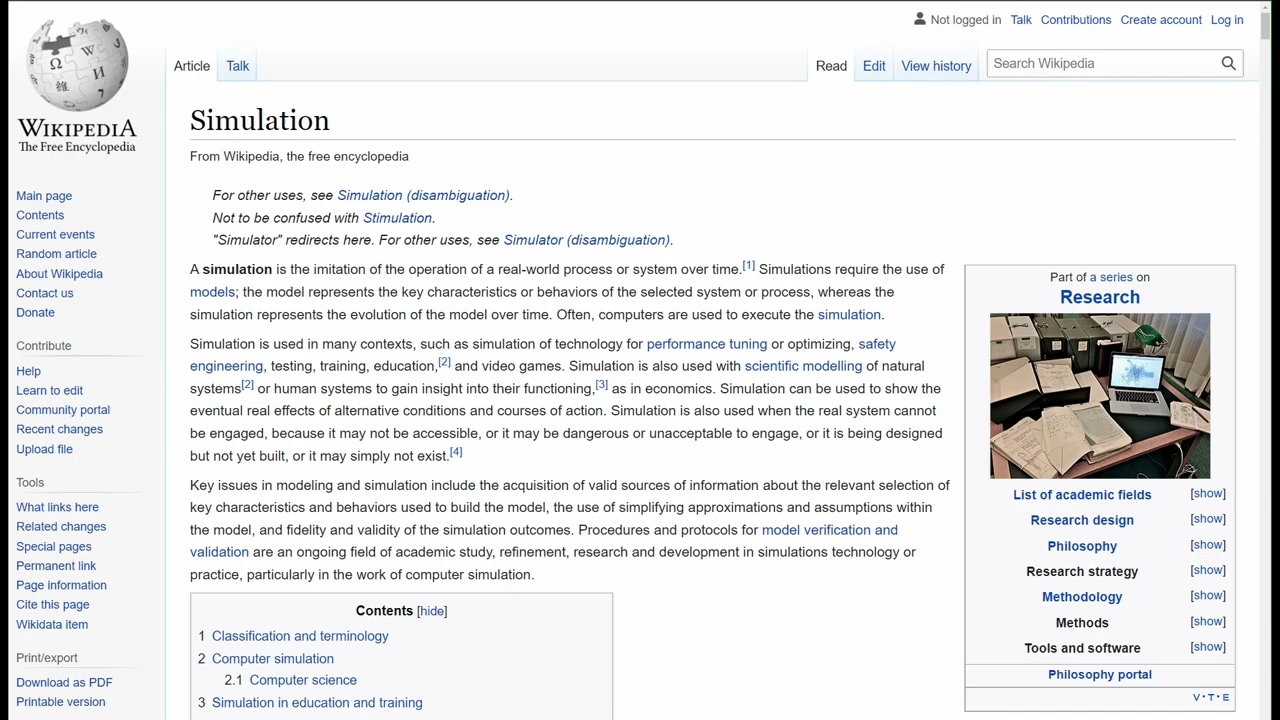 Not logged in Talk Contributions Create account Log in
Article Talk Read Edit View history Search Wikipedia
WIKIPEDIA
The Free Encyclopedia
Main page
Contents
Current events
Random article
About Wikipedia
Contact us
Donate
Contribute
Help
Learn to edit
Community portal
Recent changes
Upload file
Tools
What links here
Related changes
Special pages
Permanent link
Page information
Cite this page
Wikidata item
Print/export
Download as PDF
Printable version
Simulation
From Wikipedia, the free encyclopedia
For other uses, see Simulation (disambiguation).
Not to be confused with Stimulation.
"Simulator" redirects here. For other uses, see Simulator (disambiguation).
A simulation is the imitation of the operation of a real-world process or system over time.[1] Simulations require the use of
models; the model represents the key characteristics or behaviors of the selected system or process, whereas the
simulation represents the evolution of the model over time. Often, computers are used to execute the simulation.
Simulation is used in many contexts, such as simulation of technology for performance tuning or optimizing, safety
engineering, testing, training, education,[2] and video games. Simulation is also used with scientific modelling of natural
systems[2] or human systems to gain insight into their functioning,[3] as in economics. Simulation can be used to show the
eventual real effects of alternative conditions and courses of action. Simulation is also used when the real system cannot
be engaged, because it may not be accessible, or it may be dangerous or unacceptable to engage, or it is being designed
but not yet built, or it may simply not exist.[4]
Key issues in modeling and simulation include the acquisition of valid sources of information about the relevant selection of
key characteristics and behaviors used to build the model, the use of simplifying approximations and assumptions within
the model, and fidelity and validity of the simulation outcomes. Procedures and protocols for model verification and
validation are an ongoing field of academic study, refinement, research and development in simulations technology or
practice, particularly in the work of computer simulation.
Contents [hide]
1 Classification and terminology
2 Computer simulation
2.1 Computer science
3 Simulation in education and training
Part of a series on
Research
List of academic fields [show]
Research design [show]
Philosophy [show]
Research strategy [show]
Methodology [show]
Methods [show]
Tools and software [show]
Philosophy portal
V · T · E